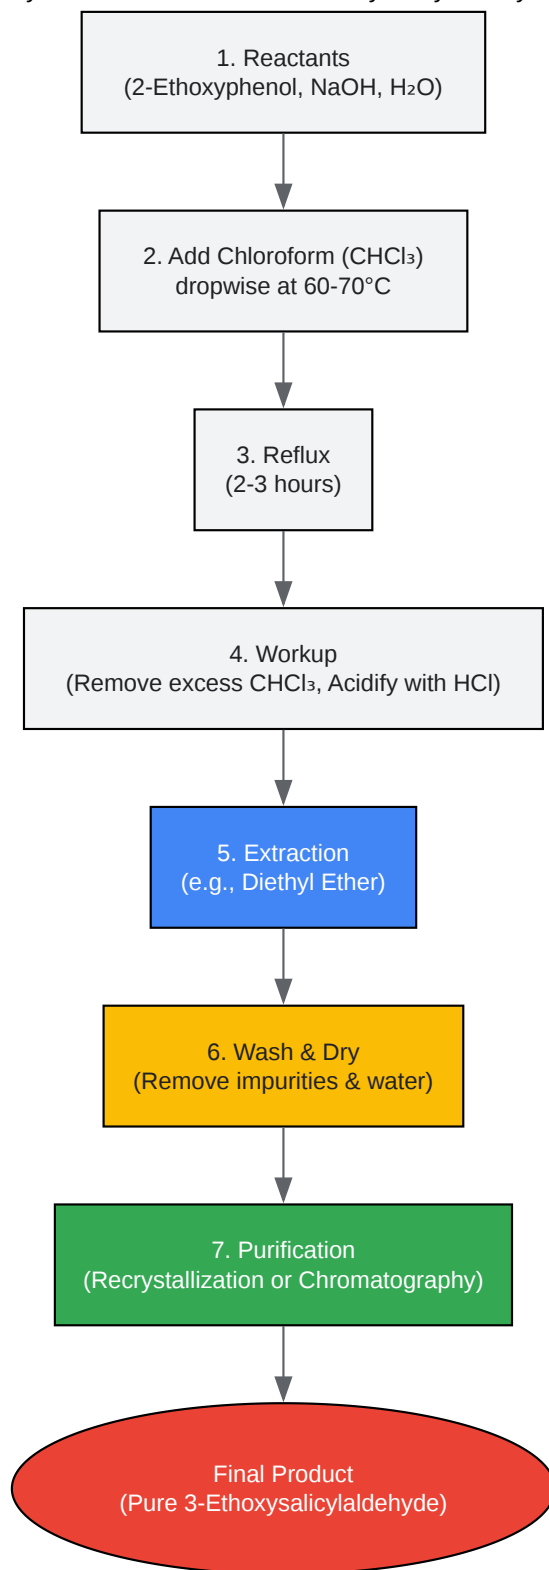 1. Reactants
(2-Ethoxyphenol, NaOH, H₂O)
2. Add Chloroform (CHCl₃)
dropwise at 60-70°C
3. Reflux
(2-3 hours)
4. Workup
(Remove excess CHCl₃, Acidify with HCl)
5. Extraction
(e.g., Diethyl Ether)
6. Wash & Dry
(Remove impurities & water)
7. Purification
(Recrystallization or Chromatography)
Final Product
(Pure 3-Ethoxysalicylaldehyde)